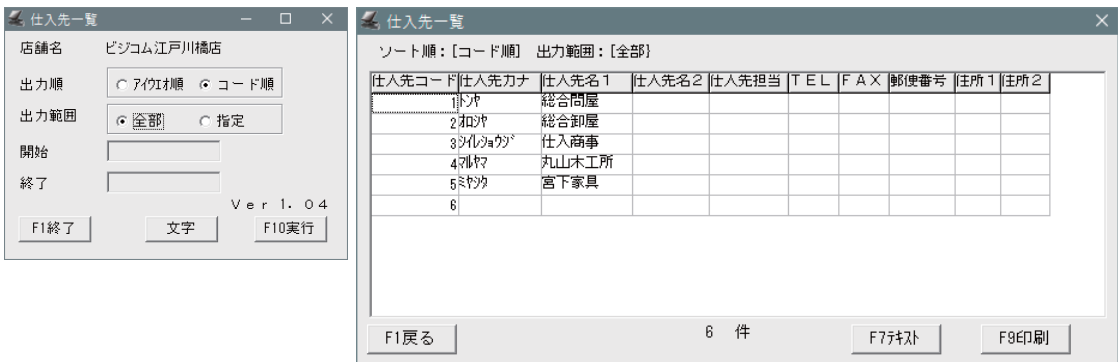 仕入先一覧
店舗名 ビジコム江戸川橋店
出力順 アイウエオ順 コード順
出力範囲 全部 指定
開始
終了
Ver 1.04
F1終了 文字 F10実行
仕入先一覧
ソート順:[コード順] 出力範囲:[全部}
仕入先コード 仕入先カナ 仕入先名1 仕入先名2 仕入先担当 TEL FAX 郵便番号 住所1 住所2
1 トンヤ 総合問屋
2 オロシヤ 総合卸屋
3 シイレショウジ 仕入商事
4 マルヤマ 丸山木工所
5 ミヤシタ 宮下家具
6
F1戻る 6 件 F7テキスト F9印刷